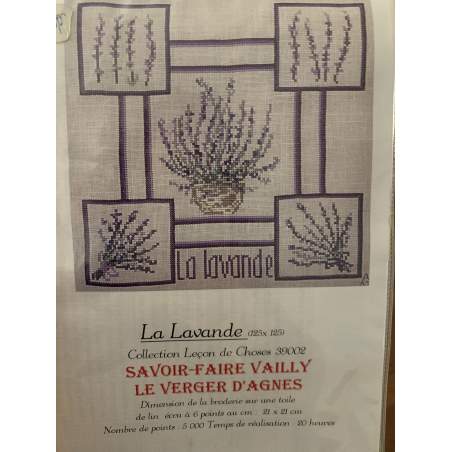 La lavande
La Lavande (125x 125)
Collection Leçon de Choses 39002
SAVOIR-FAIRE VAILLY
LE VERGER D'AGNES
Dimension de la broderie sur une toile
de lin écru à 6 points au cm : 21 x 21 cm
Nombre de points : 5 000 Temps de réalisation : 20 heures